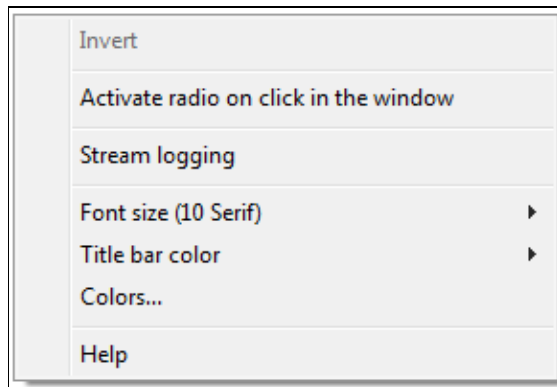 Invert
Activate radio on click in the window
Stream logging
Font size (10 Serif)
Title bar color
Colors...
Help